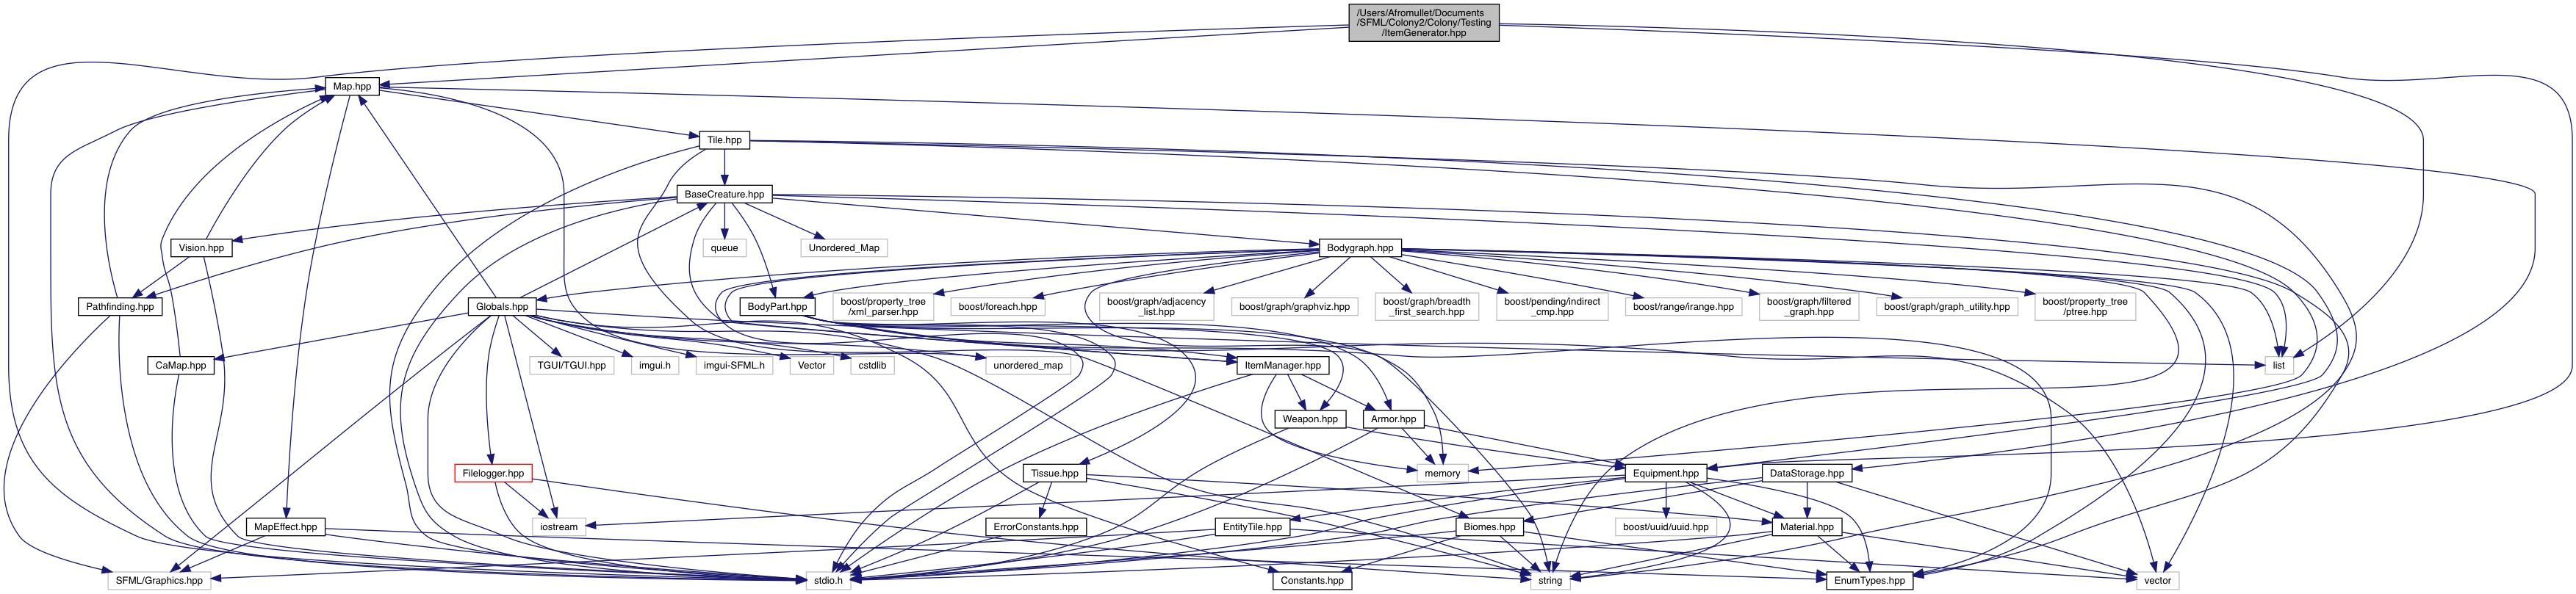 /Users/Afromullet/Documents
/SFML/Colony2/Colony/Testing
/ItemGenerator.hpp
Map.hpp
Tile.hpp
BaseCreature.hpp
Vision.hpp
queue
Unordered_Map
Bodygraph.hpp
Pathfinding.hpp
Globals.hpp
BodyPart.hpp
boost/property_tree
/xml_parser.hpp
boost/foreach.hpp
boost/graph/adjacency
_list.hpp
boost/graph/graphviz.hpp
boost/graph/breadth
_first_search.hpp
boost/pending/indirect
_cmp.hpp
boost/range/irange.hpp
boost/graph/filtered
_graph.hpp
boost/graph/graph_utility.hpp
boost/property_tree
/ptree.hpp
CaMap.hpp
TGUI/TGUI.hpp
imgui.h
imgui-SFML.h
Vector
cstdlib
unordered_map
ItemManager.hpp
list
Weapon.hpp
Armor.hpp
Filelogger.hpp
Tissue.hpp
memory
Equipment.hpp
DataStorage.hpp
MapEffect.hpp
iostream
ErrorConstants.hpp
EntityTile.hpp
Biomes.hpp
boost/uuid/uuid.hpp
Material.hpp
SFML/Graphics.hpp
stdio.h
Constants.hpp
string
EnumTypes.hpp
vector